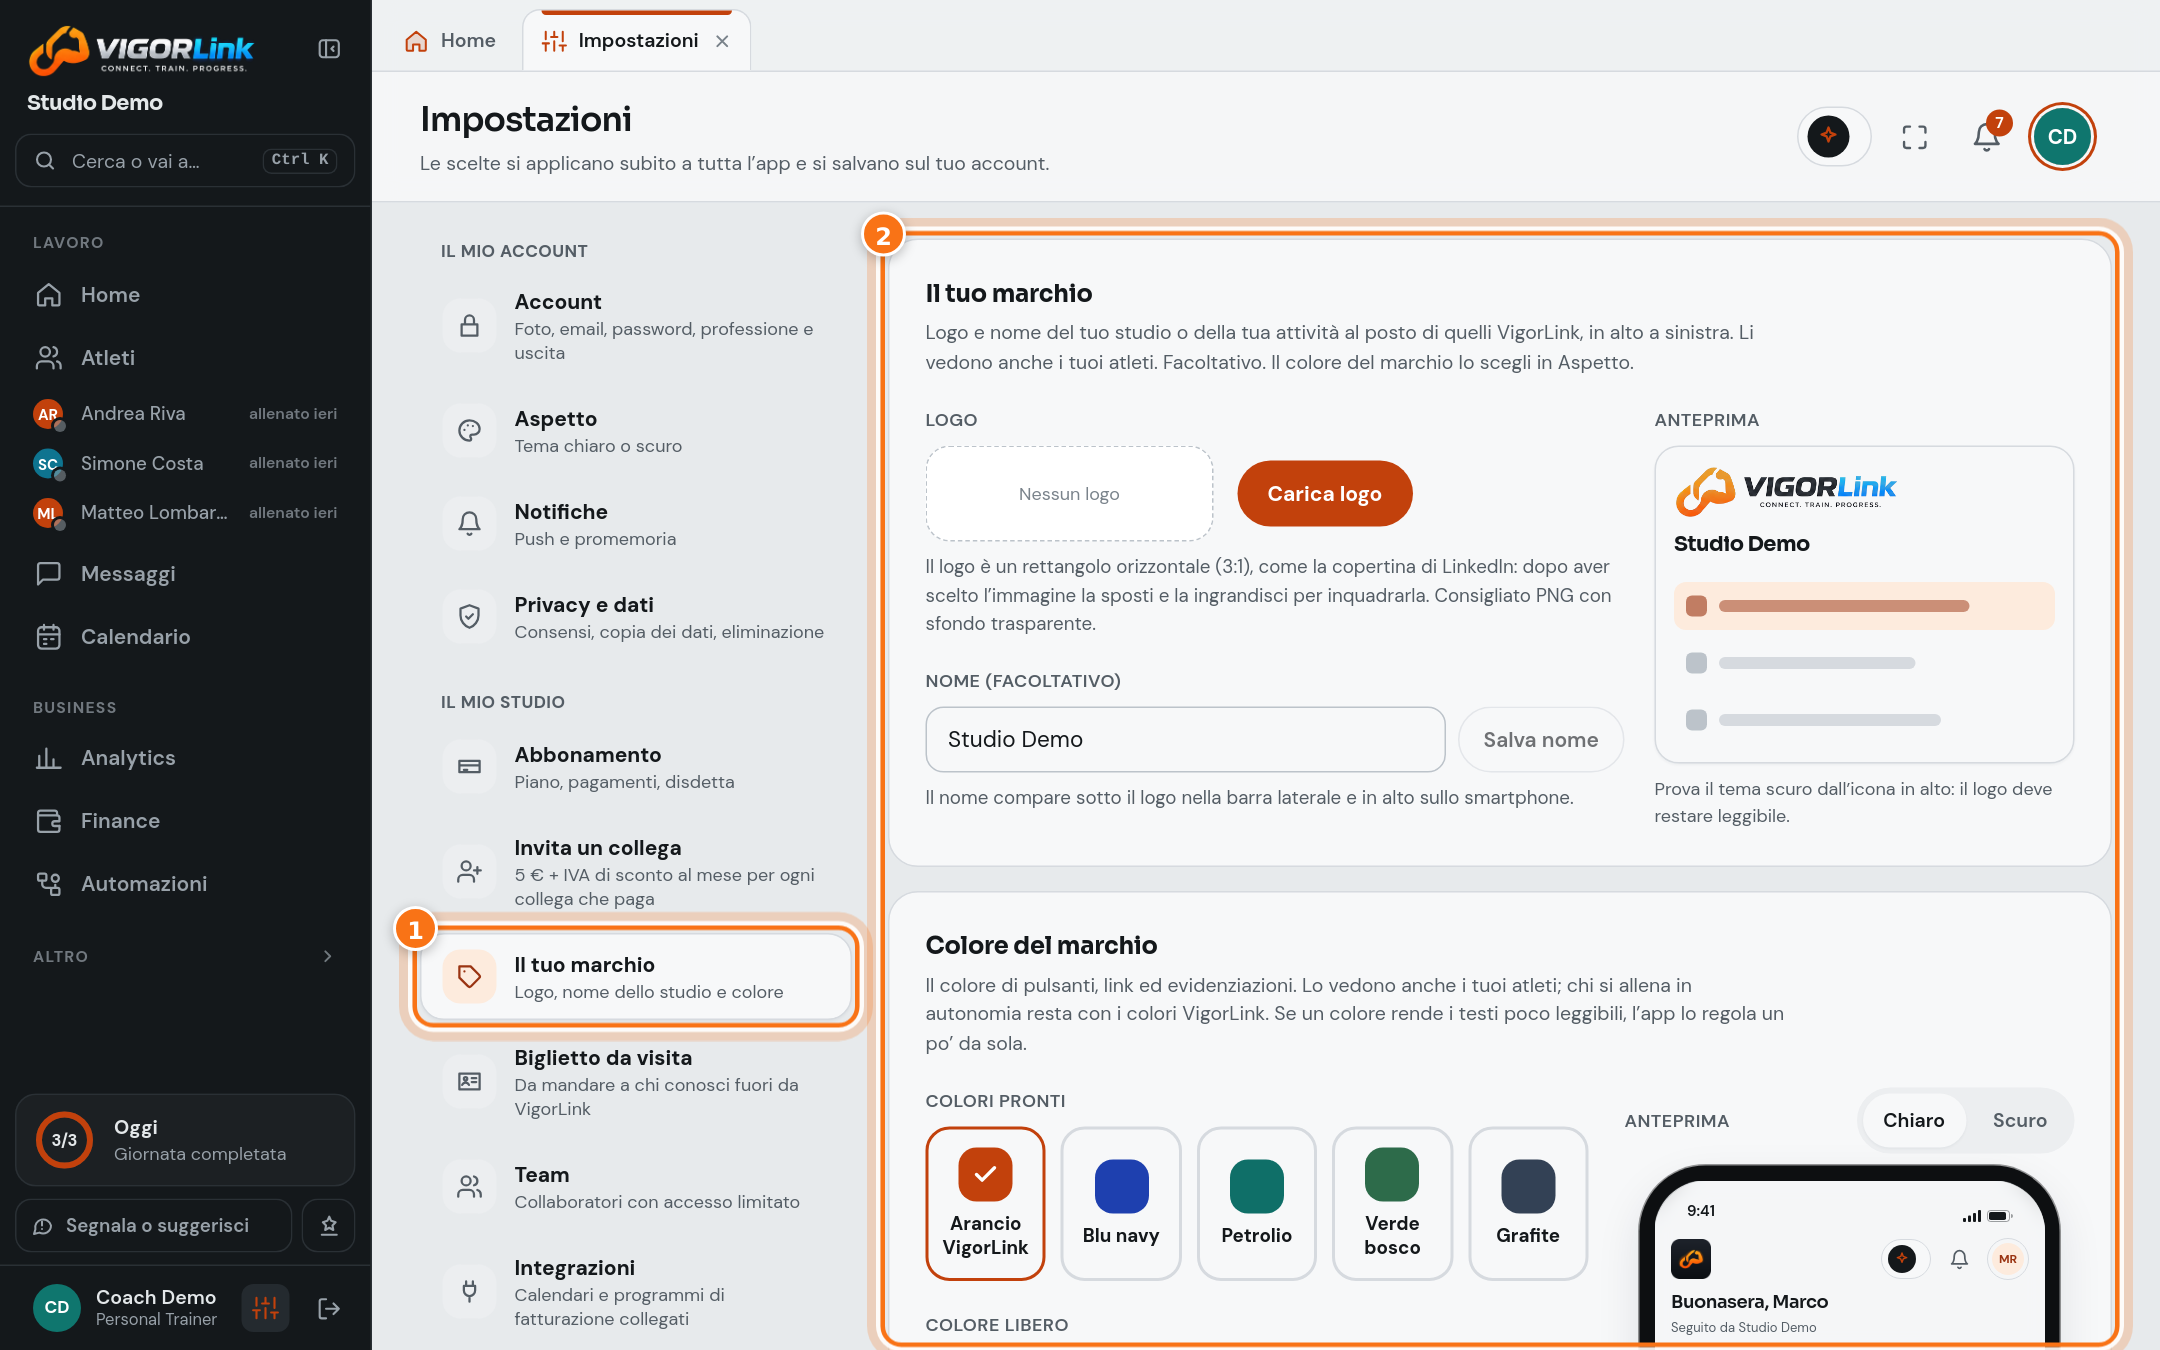 VIGORLink
CONNECT. TRAIN. PROGRESS.
Studio Demo
Cerca o vai a...
Ctrl K
LAVORO
Home
Atleti
AR Andrea Riva allenato ieri
SC Simone Costa allenato ieri
ML Matteo Lombar... allenato ieri
Messaggi
Calendario
BUSINESS
Analytics
Finance
Automazioni
ALTRO
3/3
Oggi
Giornata completata
Segnala o suggerisci
CD
Coach Demo
Personal Trainer
Home
Impostazioni
Impostazioni
Le scelte si applicano subito a tutta l’app e si salvano sul tuo account.
7
CD
IL MIO ACCOUNT
Account
Foto, email, password, professione e
uscita
Aspetto
Tema chiaro o scuro
Notifiche
Push e promemoria
Privacy e dati
Consensi, copia dei dati, eliminazione
IL MIO STUDIO
Abbonamento
Piano, pagamenti, disdetta
Invita un collega
5 € + IVA di sconto al mese per ogni
collega che paga
1
Il tuo marchio
Logo, nome dello studio e colore
Biglietto da visita
Da mandare a chi conosci fuori da
VigorLink
Team
Collaboratori con accesso limitato
Integrazioni
Calendari e programmi di
fatturazione collegati
2
Il tuo marchio
Logo e nome del tuo studio o della tua attività al posto di quelli VigorLink, in alto a sinistra. Li
vedono anche i tuoi atleti. Facoltativo. Il colore del marchio lo scegli in Aspetto.
LOGO
Nessun logo
Carica logo
Il logo è un rettangolo orizzontale (3:1), come la copertina di LinkedIn: dopo aver
scelto l’immagine la sposti e la ingrandisci per inquadrarla. Consigliato PNG con
sfondo trasparente.
NOME (FACOLTATIVO)
Studio Demo
Salva nome
Il nome compare sotto il logo nella barra laterale e in alto sullo smartphone.
ANTEPRIMA
VIGORLink
CONNECT. TRAIN. PROGRESS.
Studio Demo
Prova il tema scuro dall’icona in alto: il logo deve
restare leggibile.
Colore del marchio
Il colore di pulsanti, link ed evidenziazioni. Lo vedono anche i tuoi atleti; chi si allena in
autonomia resta con i colori VigorLink. Se un colore rende i testi poco leggibili, l’app lo regola un
po’ da sola.
COLORI PRONTI
Arancio
VigorLink
Blu navy
Petrolio
Verde
bosco
Grafite
COLORE LIBERO
ANTEPRIMA
Chiaro
Scuro
9:41
MR
Buonasera, Marco
Seguito da Studio Demo